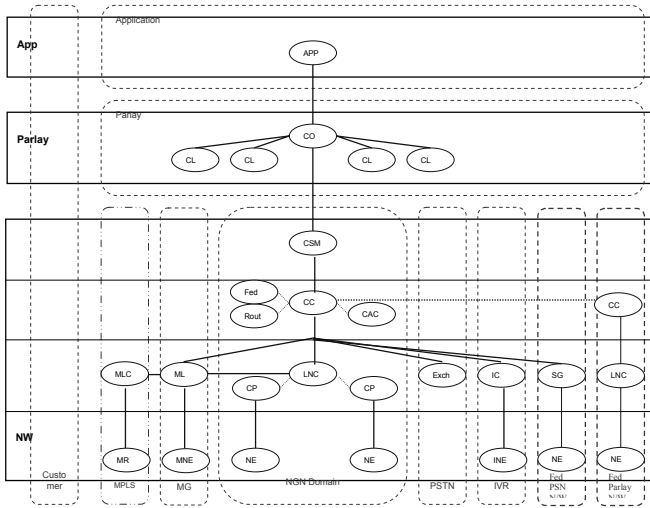 Application
App
APP
Parlay
Parlay
CO
CL
CL
CL
CL
CSM
Fed
CC
Rout
CAC
CC
MLC
ML
LNC
Exch
IC
SG
LNC
CP
CP
NW
MR
MNE
NE
NE
INE
NE
NE
Custo
mer
MPLS
MG
NGN Domain
PSTN
IVR
Fed
PSN
N/W
Fed
Parlay
N/W